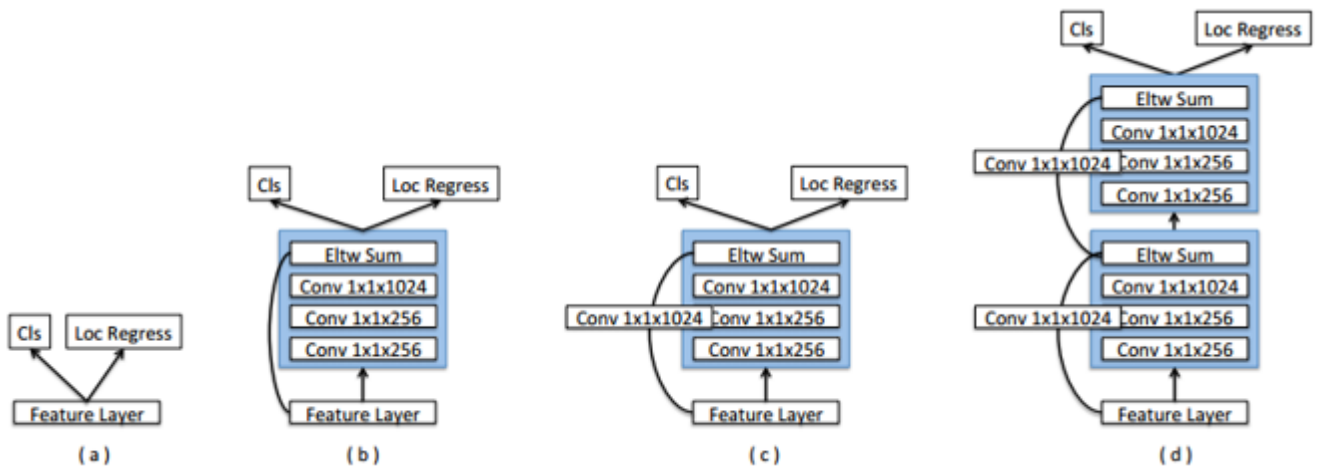 Cls
Loc Regress
Feature Layer
( a )
Cls
Loc Regress
Eltw Sum
Conv 1x1x1024
Conv 1x1x256
Conv 1x1x256
Feature Layer
( b )
Cls
Loc Regress
Eltw Sum
Conv 1x1x1024
Conv 1x1x1024
Conv 1x1x256
Conv 1x1x256
Feature Layer
( c )
Cls
Loc Regress
Eltw Sum
Conv 1x1x1024
Conv 1x1x1024
Conv 1x1x256
Conv 1x1x256
Eltw Sum
Conv 1x1x1024
Conv 1x1x1024
Conv 1x1x256
Conv 1x1x256
Feature Layer
( d )